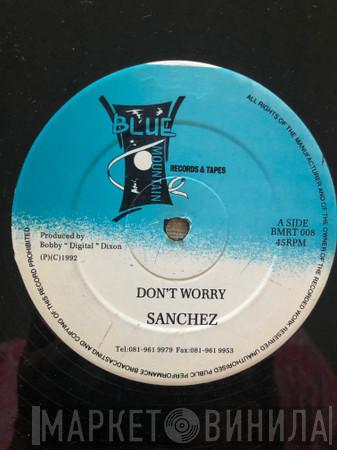 BLUE
MOUNTAIN
RECORDS & TAPES
ALL RIGHTS OF THE MANUFACTURER AND OF THE OWNER OF THE RECORDED WORK RESERVED UNAUTHORISED PUBLIC PERFORMANCE BROADCASTING AND COPYING OF THIS RECORD PROHIBITED.
A SIDE
BMRT 008
45RPM
Produced by
Bobby " Digital " Dixon
(P)(C)1992
DON'T WORRY
SANCHEZ
Tel:081-961 9979 Fax:081-961 9953
МАРКЕТ ВИНИЛА